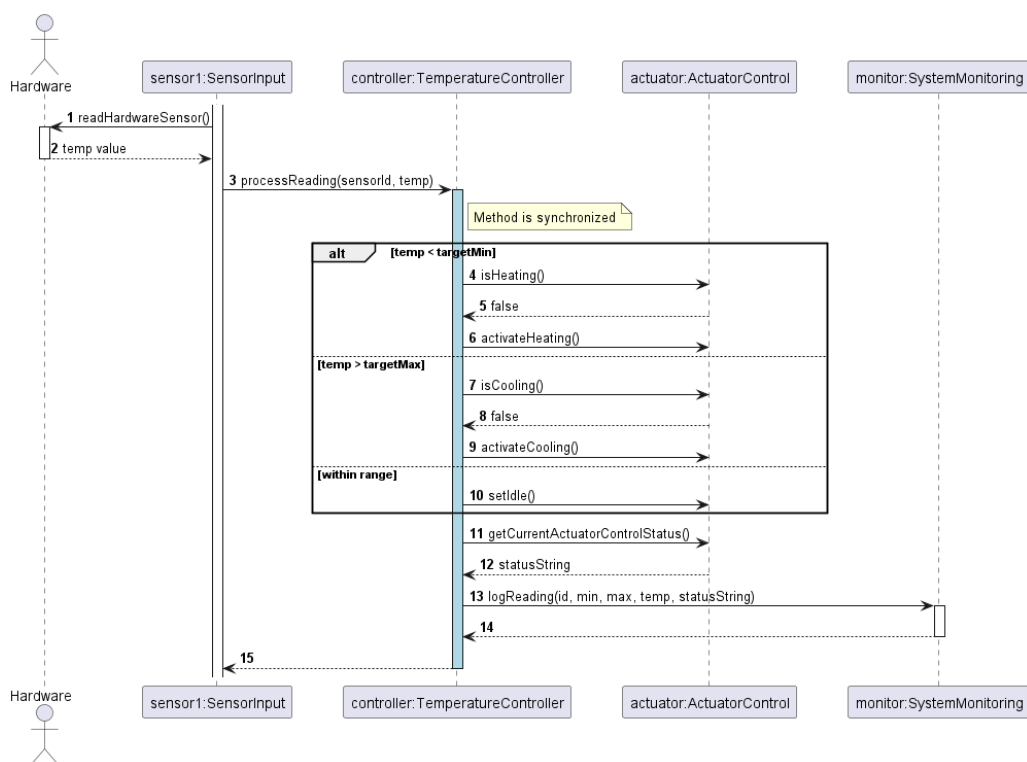 Hardware
sensor1:SensorInput
controller:TemperatureController
actuator:ActuatorControl
monitor:SystemMonitoring
1 readHardwareSensor()
2 temp value
3 processReading(sensorId, temp)
Method is synchronized
alt [temp < targetMin]
4 isHeating()
5 false
6 activateHeating()
[temp > targetMax]
7 isCooling()
8 false
9 activateCooling()
[within range]
10 setIdle()
11 getCurrentActuatorControlStatus()
12 statusString
13 logReading(id, min, max, temp, statusString)
14
15
Hardware
sensor1:SensorInput
controller:TemperatureController
actuator:ActuatorControl
monitor:SystemMonitoring